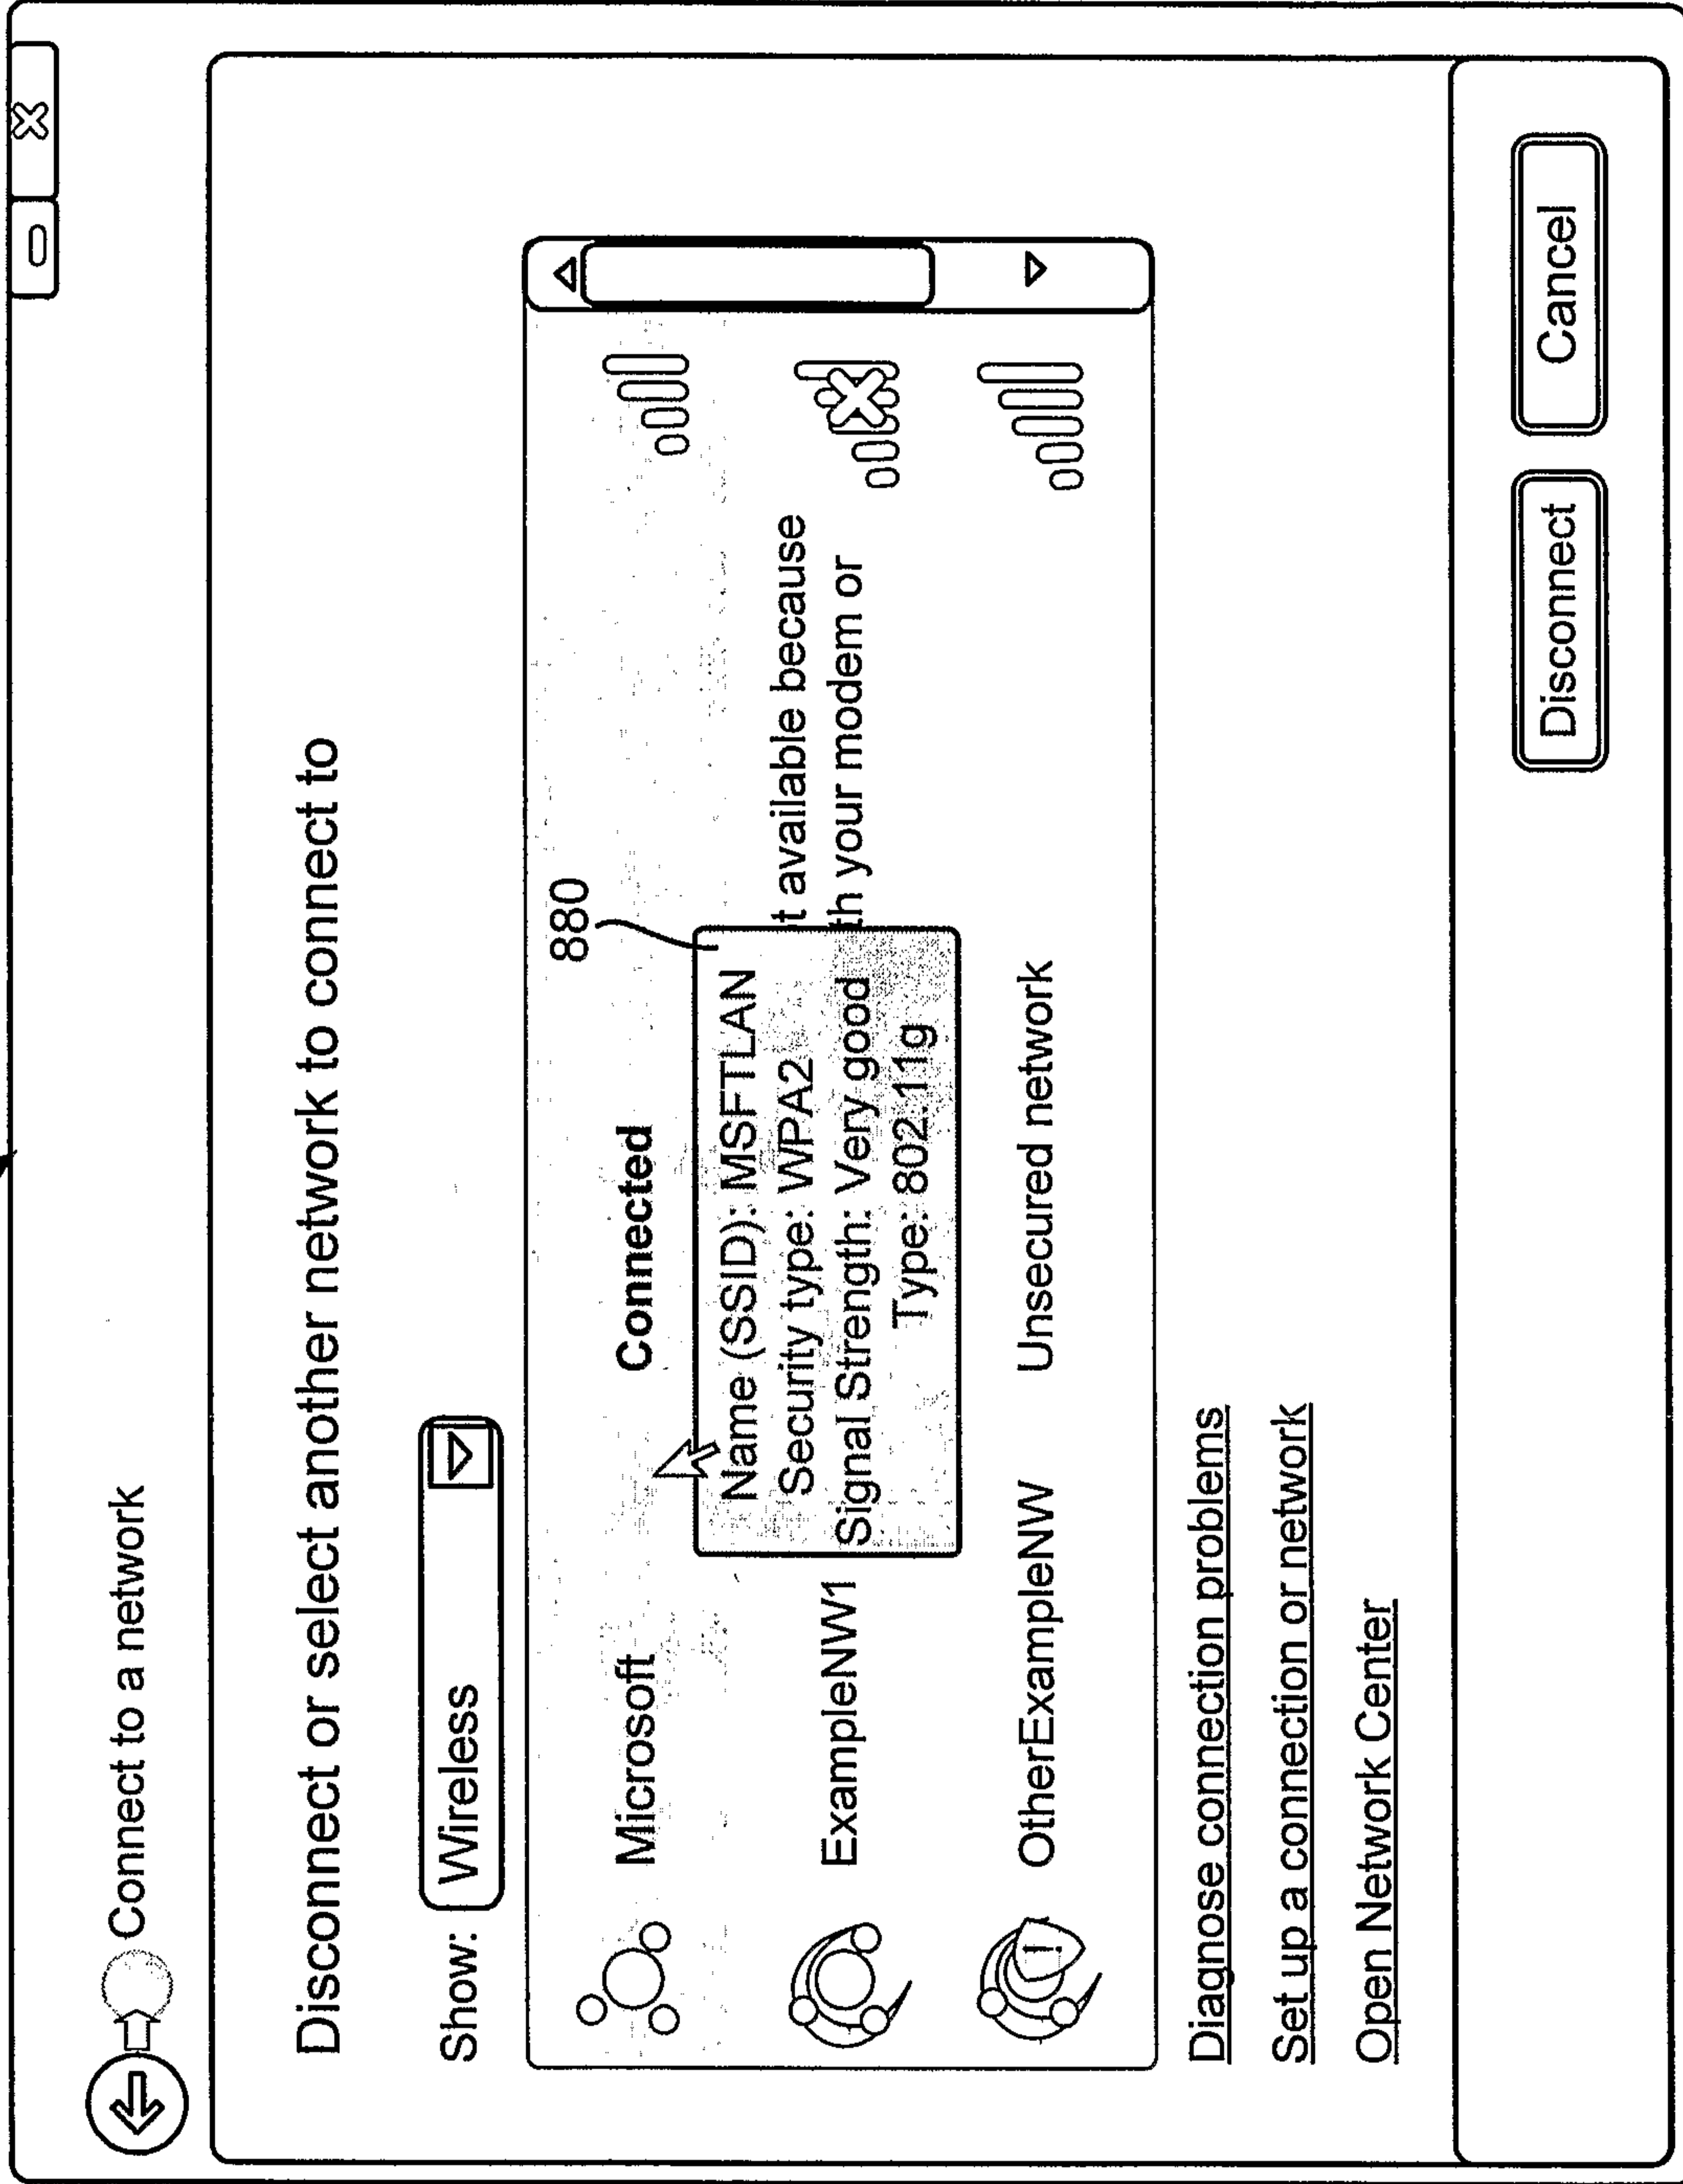 Connect to a network
Disconnect or select another network to connect to
Show: Wireless
880
Microsoft Connected
Name (SSID): MSFTLAN
Security type: WPA2
Signal Strength: Very good
Type: 802.11g
ExampleNW1 t available because
th your modem or
OtherExampleNW Unsecured network
Diagnose connection problems
Set up a connection or network
Open Network Center
Disconnect Cancel